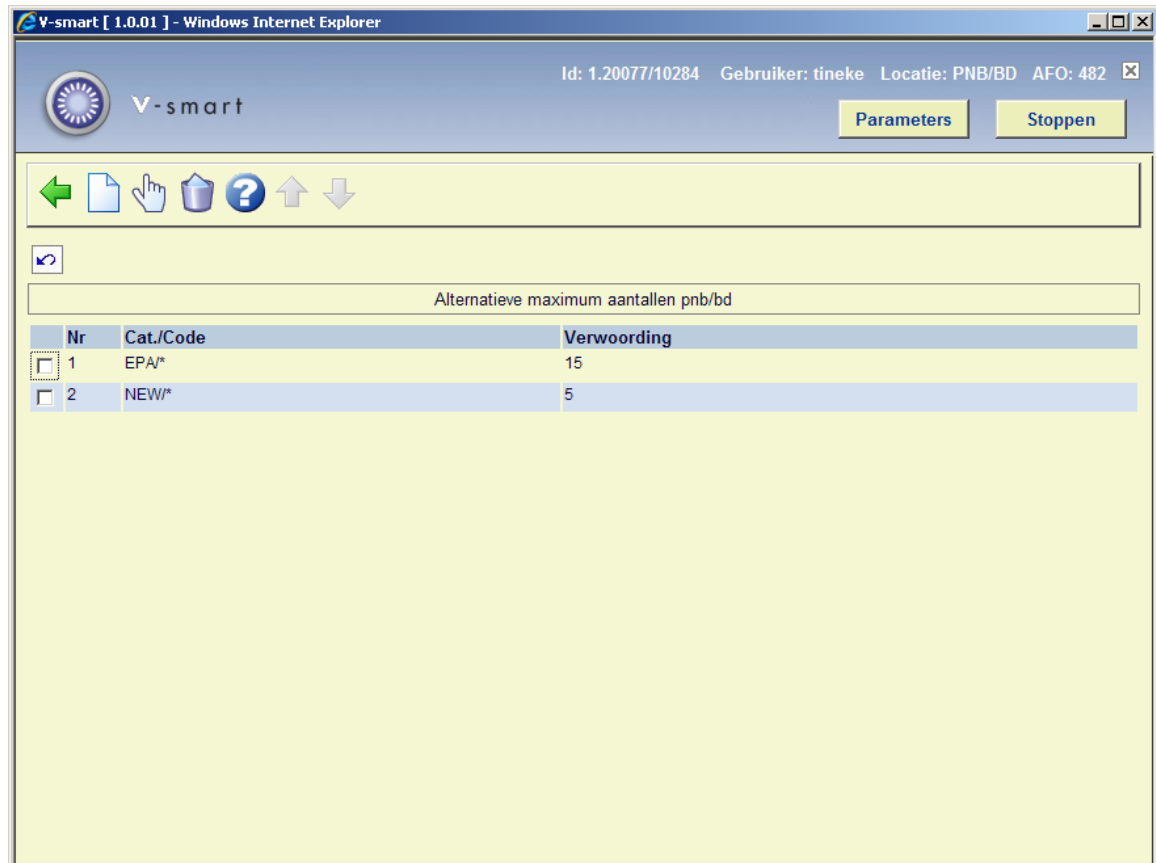 V-smart [ 1.0.01 ] - Windows Internet Explorer
Id: 1.20077/10284 Gebruiker: tineke Locatie: PNB/BD AFO: 482
V-smart
Parameters Stoppen
Alternatieve maximum aantallen pnb/bd
Nr Cat./Code Verwoording
1 EPA/* 15
2 NEW/* 5